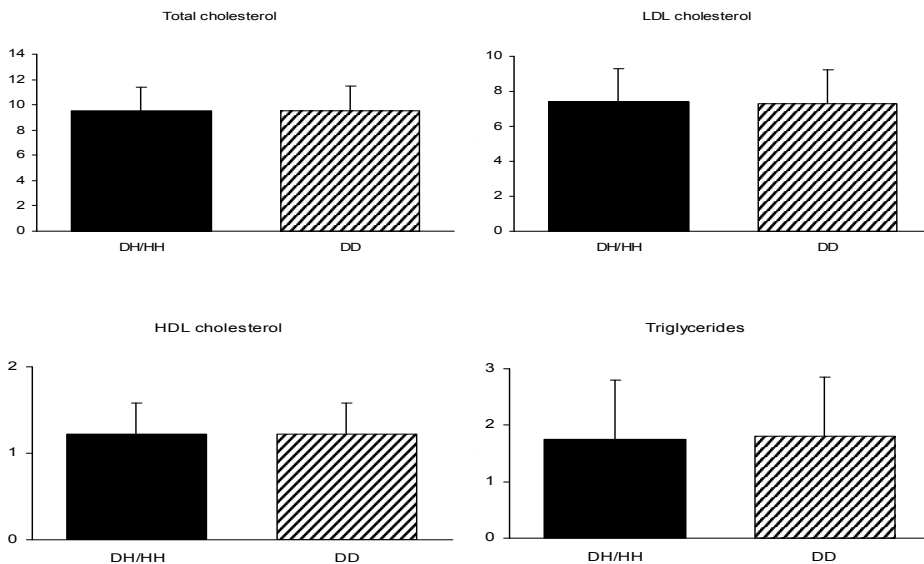 Total cholesterol
14
12
10
8
6
4
2
0
DH/HH DD
LDL cholesterol
10
8
6
4
2
0
DH/HH DD
HDL cholesterol
2
1
0
DH/HH DD
Triglycerides
3
2
1
0
DH/HH DD